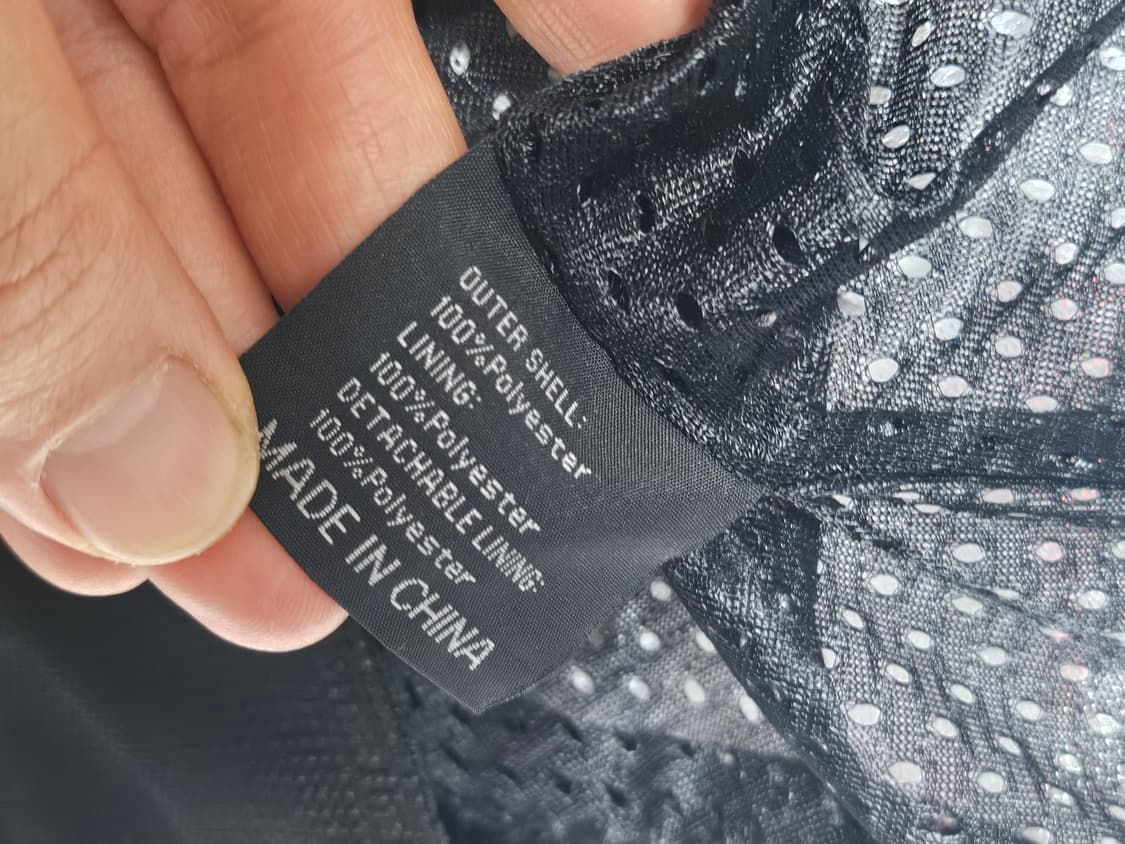 OUTER SHELL:
100%Polyester
LINING:
100%Polyester
DETACHABLE LINING:
100%Polyester
MADE IN CHINA